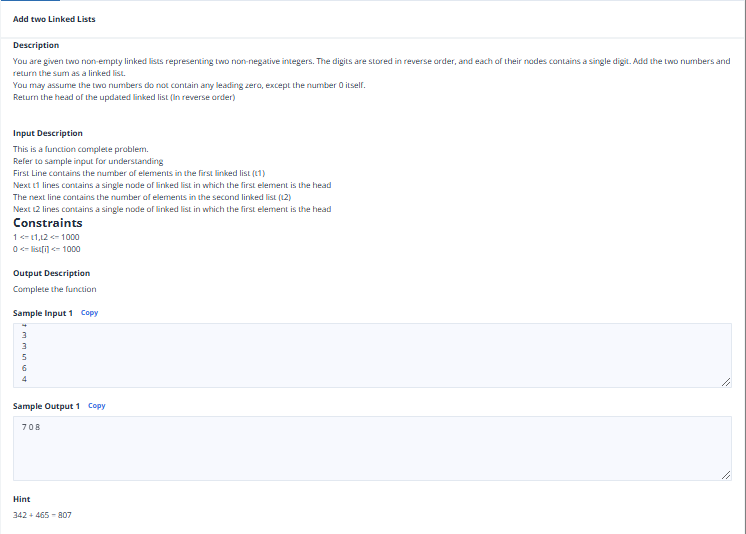 Add two Linked Lists
Description
You are given two non-empty linked lists representing two non-negative integers. The digits are stored in reverse order, and each of their nodes contains a single digit. Add the two numbers and
return the sum as a linked list.
You may assume the two numbers do not contain any leading zero, except the number 0 itself.
Return the head of the updated linked list (In reverse order)
Input Description
This is a function complete problem.
Refer to sample input for understanding
First Line contains the number of elements in the first linked list (t1)
Next t1 lines contains a single node of linked list in which the first element is the head
The next line contains the number of elements in the second linked list (t2)
Next t2 lines contains a single node of linked list in which the first element is the head
Constraints
1 <= t1,t2 <= 1000
0 <= list[i] <= 1000
Output Description
Complete the function
Sample Input 1 Copy
3
3
5
6
4
Sample Output 1 Copy
7 0 8
Hint
342 + 465 = 807